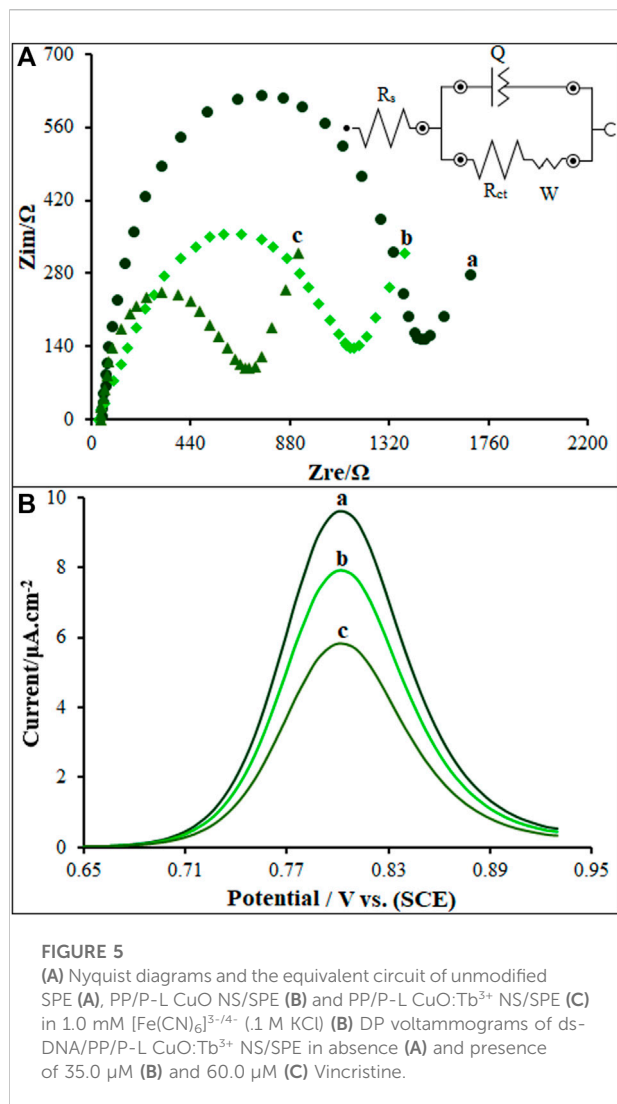 A
700
560
420
280
140
0
Zim/Ω
0
440
880
1320
1760
2200
Zre/Ω
a
b
c
Rs
Q
Rct
W
C
B
10
8
6
4
2
0
Current/µA.cm-2
0.65
0.71
0.77
0.83
0.89
0.95
Potential / V vs. (SCE)
a
b
c
FIGURE 5
(A) Nyquist diagrams and the equivalent circuit of unmodified
SPE (A), PP/P-L CuO NS/SPE (B) and PP/P-L CuO:Tb³⁺ NS/SPE (C)
in 1.0 mM [Fe(CN)₆]³⁻/⁴⁻ (.1 M KCl) (B) DP voltammograms of ds-
DNA/PP/P-L CuO:Tb³⁺ NS/SPE in absence (A) and presence
of 35.0 µM (B) and 60.0 µM (C) Vincristine.